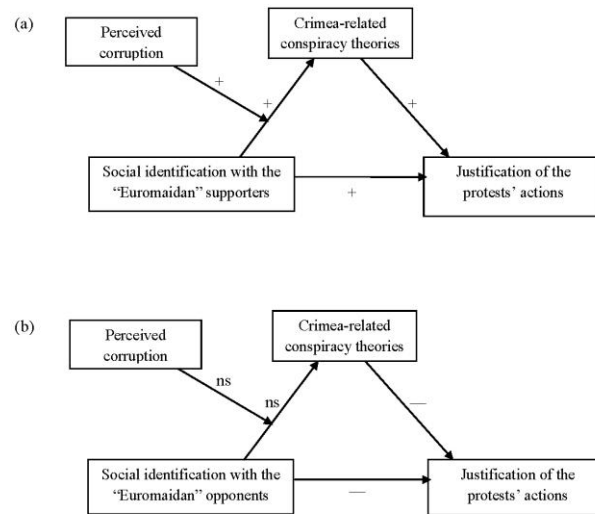 (a)
Perceived
corruption
Crimea-related
conspiracy theories
+
+
+
Social identification with the
“Euromaidan” supporters
+
Justification of the
protests’ actions
(b)
Perceived
corruption
Crimea-related
conspiracy theories
ns
ns
—
Social identification with the
“Euromaidan” opponents
—
Justification of the
protests’ actions